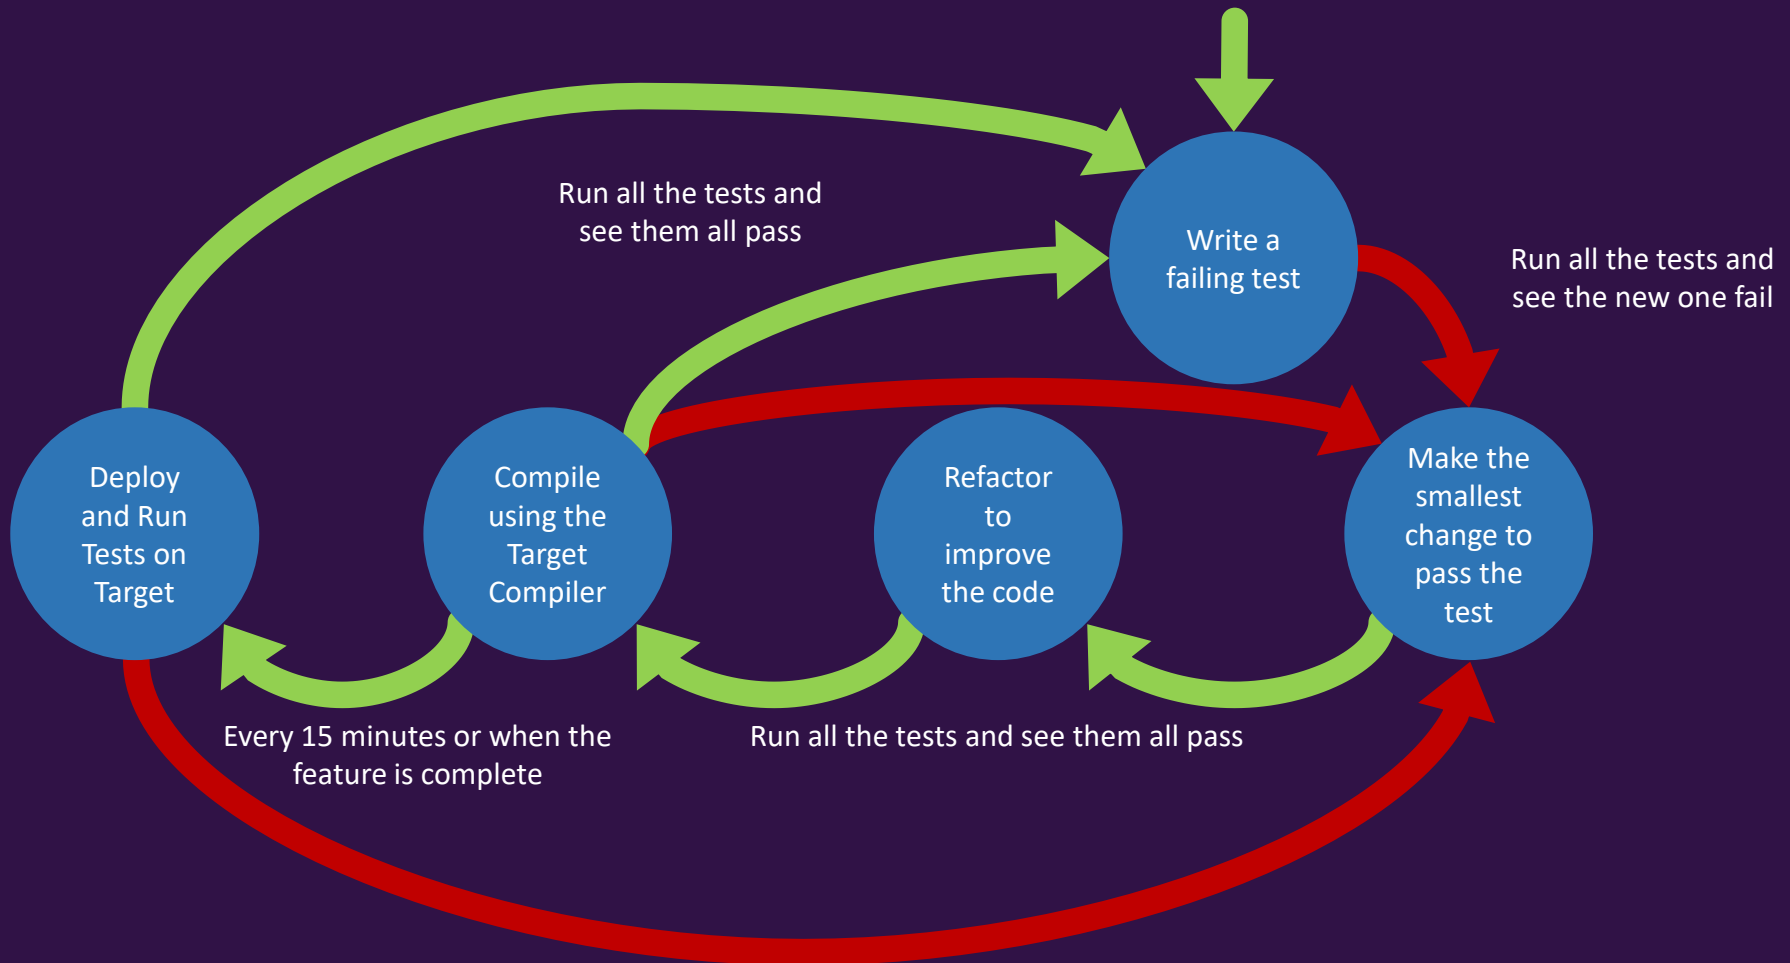 Run all the tests and
see them all pass
Write a
failing test
Run all the tests and
see the new one fail
Deploy
and Run
Tests on
Target
Compile
using the
Target
Compiler
Refactor
to
improve
the code
Make the
smallest
change to
pass the
test
Every 15 minutes or when the
feature is complete
Run all the tests and see them all pass